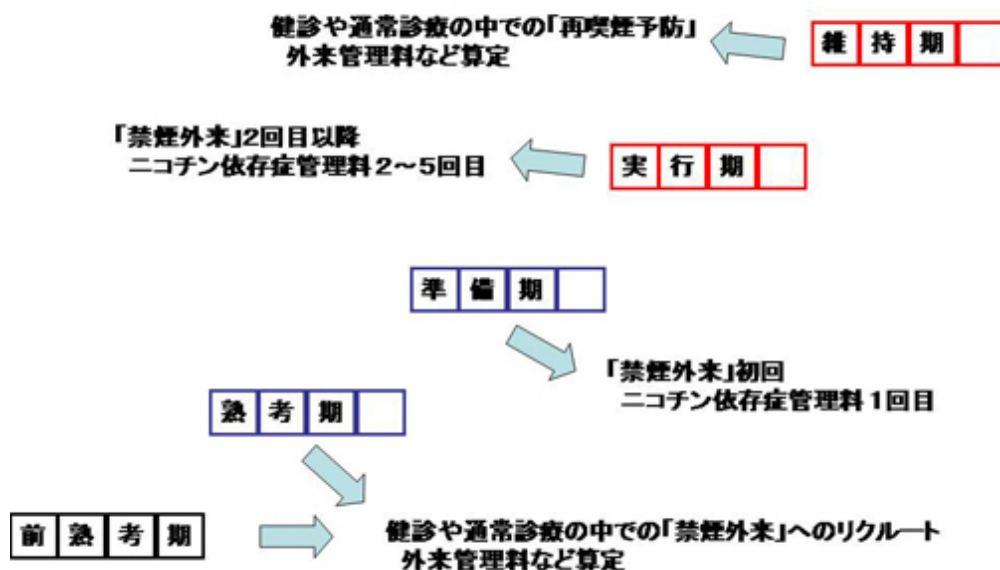 健診や通常診療の中での「再喫煙予防」
外来管理料など算定
維持期
「禁煙外来」2回目以降
ニコチン依存症管理料2～5回目
実行期
準備期
「禁煙外来」初回
ニコチン依存症管理料1回目
熟考期
前熟考期
健診や通常診療の中での「禁煙外来」へのリクルート
外来管理料など算定